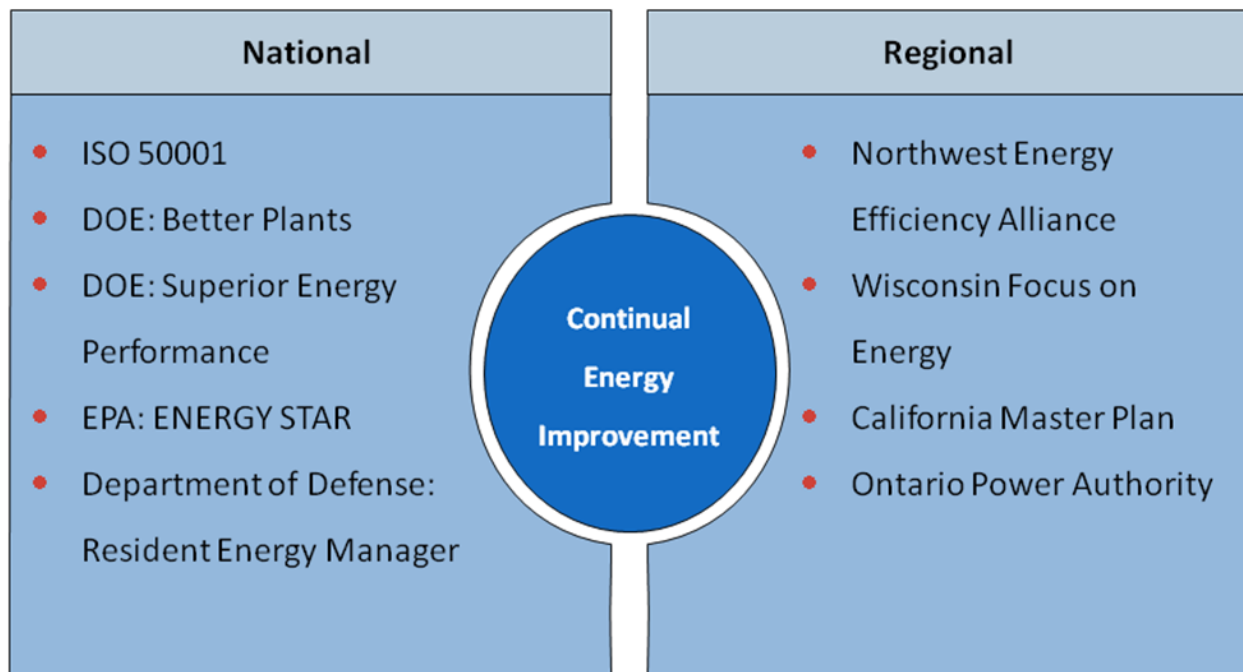 National
ISO 50001
DOE: Better Plants
DOE: Superior Energy
Performance
EPA: ENERGY STAR
Department of Defense:
Resident Energy Manager
Continual
Energy
Improvement
Regional
Northwest Energy
Efficiency Alliance
Wisconsin Focus on
Energy
California Master Plan
Ontario Power Authority